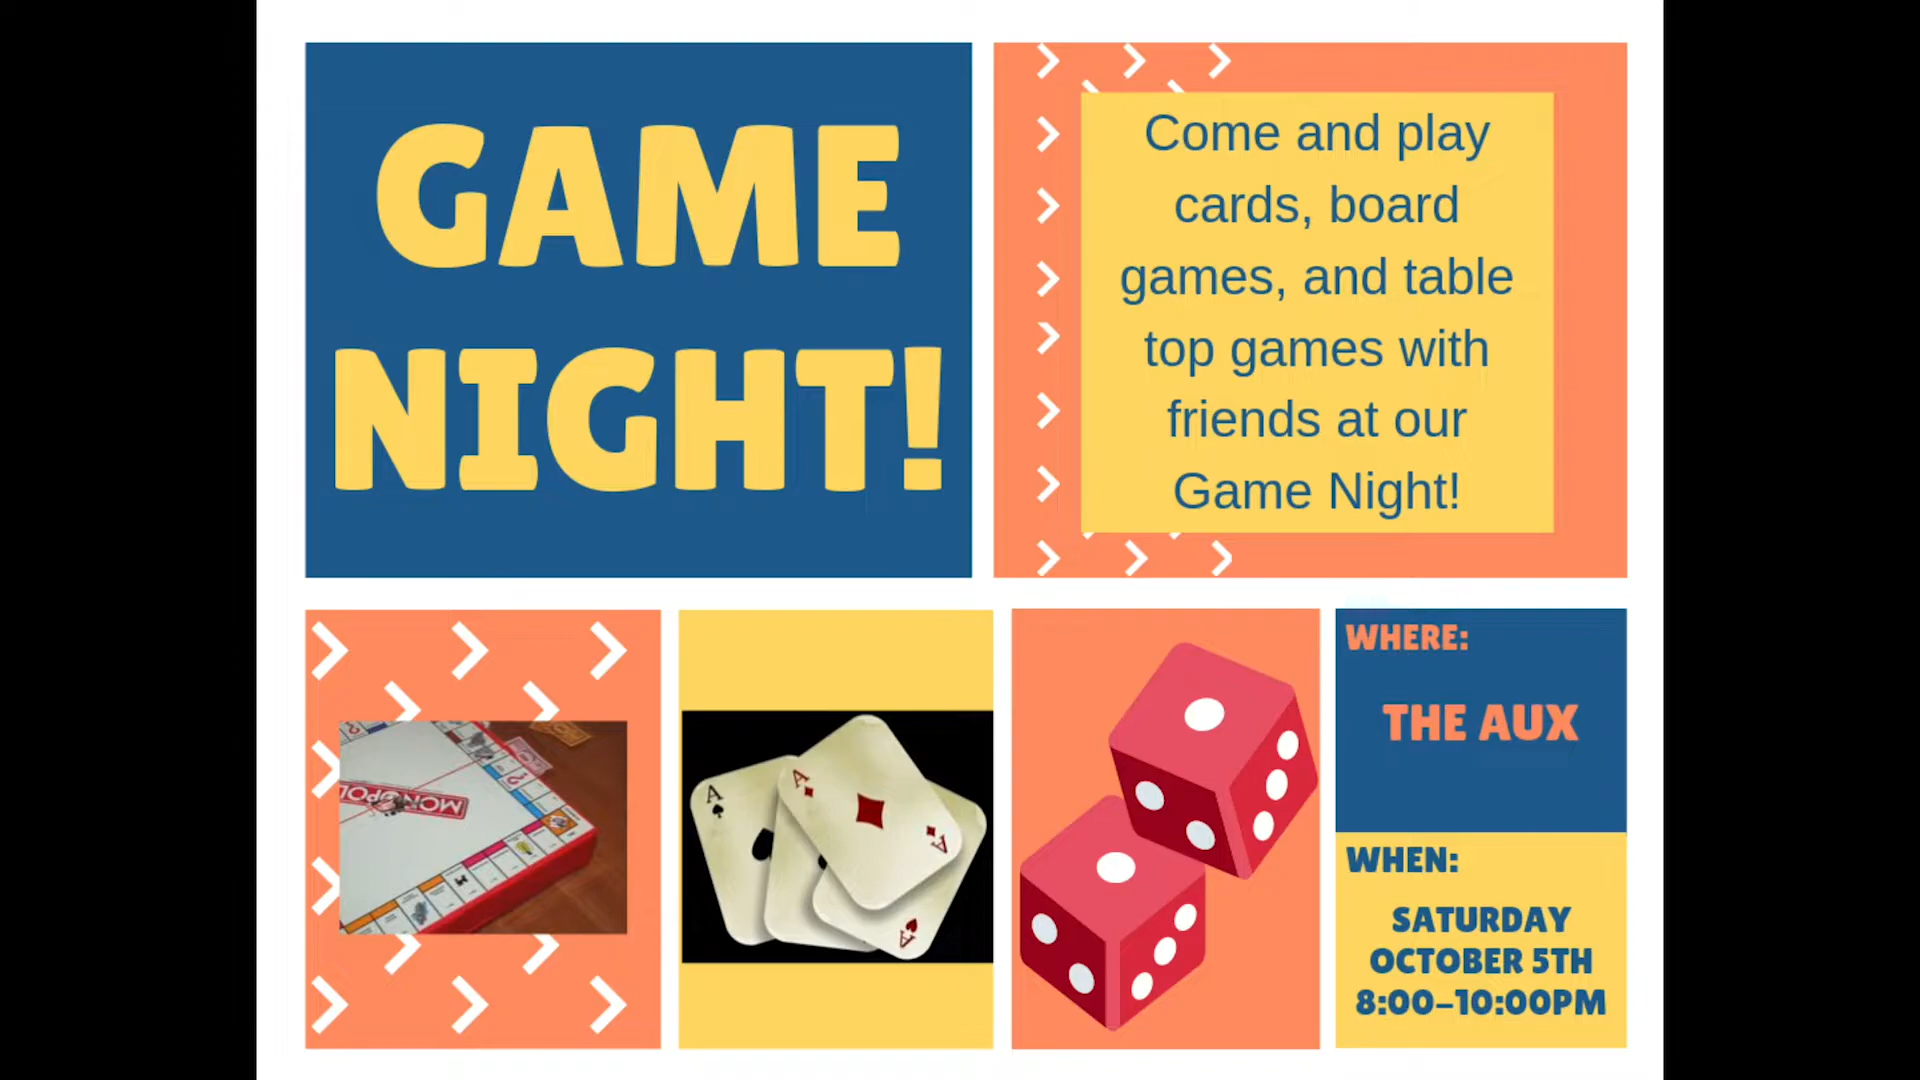 GAME
NIGHT!
Come and play
cards, board
games, and table
top games with
friends at our
Game Night!
MONOPOL
A
A
A
A
WHERE:
THE AUX
WHEN:
SATURDAY
OCTOBER 5TH
8:00–10:00PM